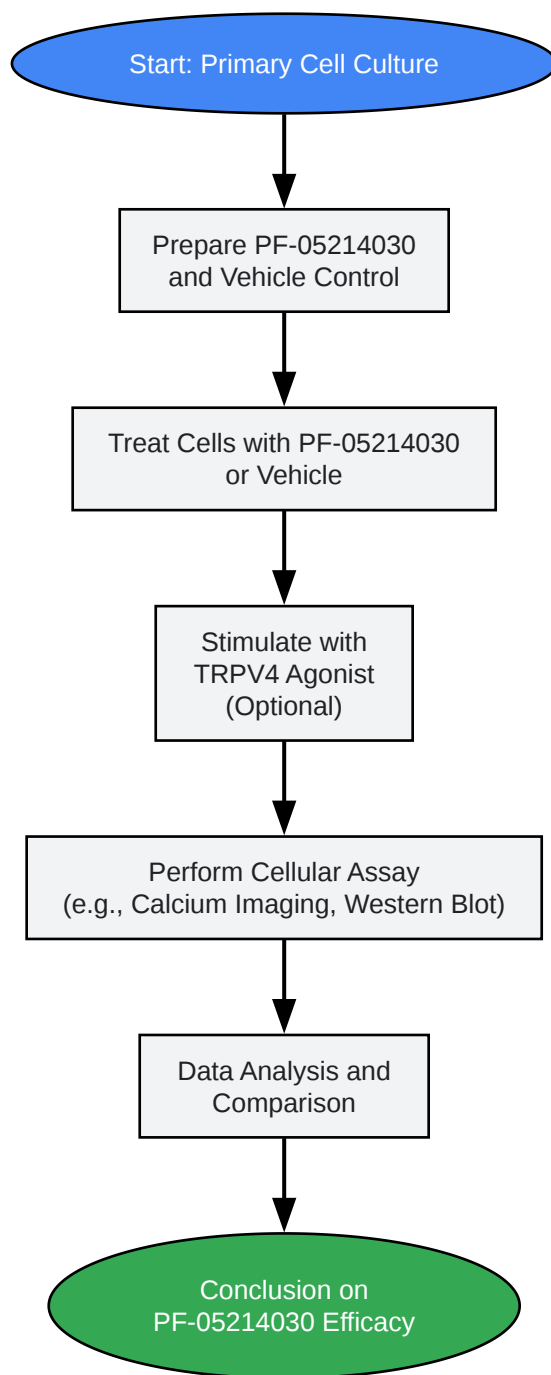 Start: Primary Cell Culture
Prepare PF-05214030
and Vehicle Control
Treat Cells with PF-05214030
or Vehicle
Stimulate with
TRPV4 Agonist
(Optional)
Perform Cellular Assay
(e.g., Calcium Imaging, Western Blot)
Data Analysis and
Comparison
Conclusion on
PF-05214030 Efficacy